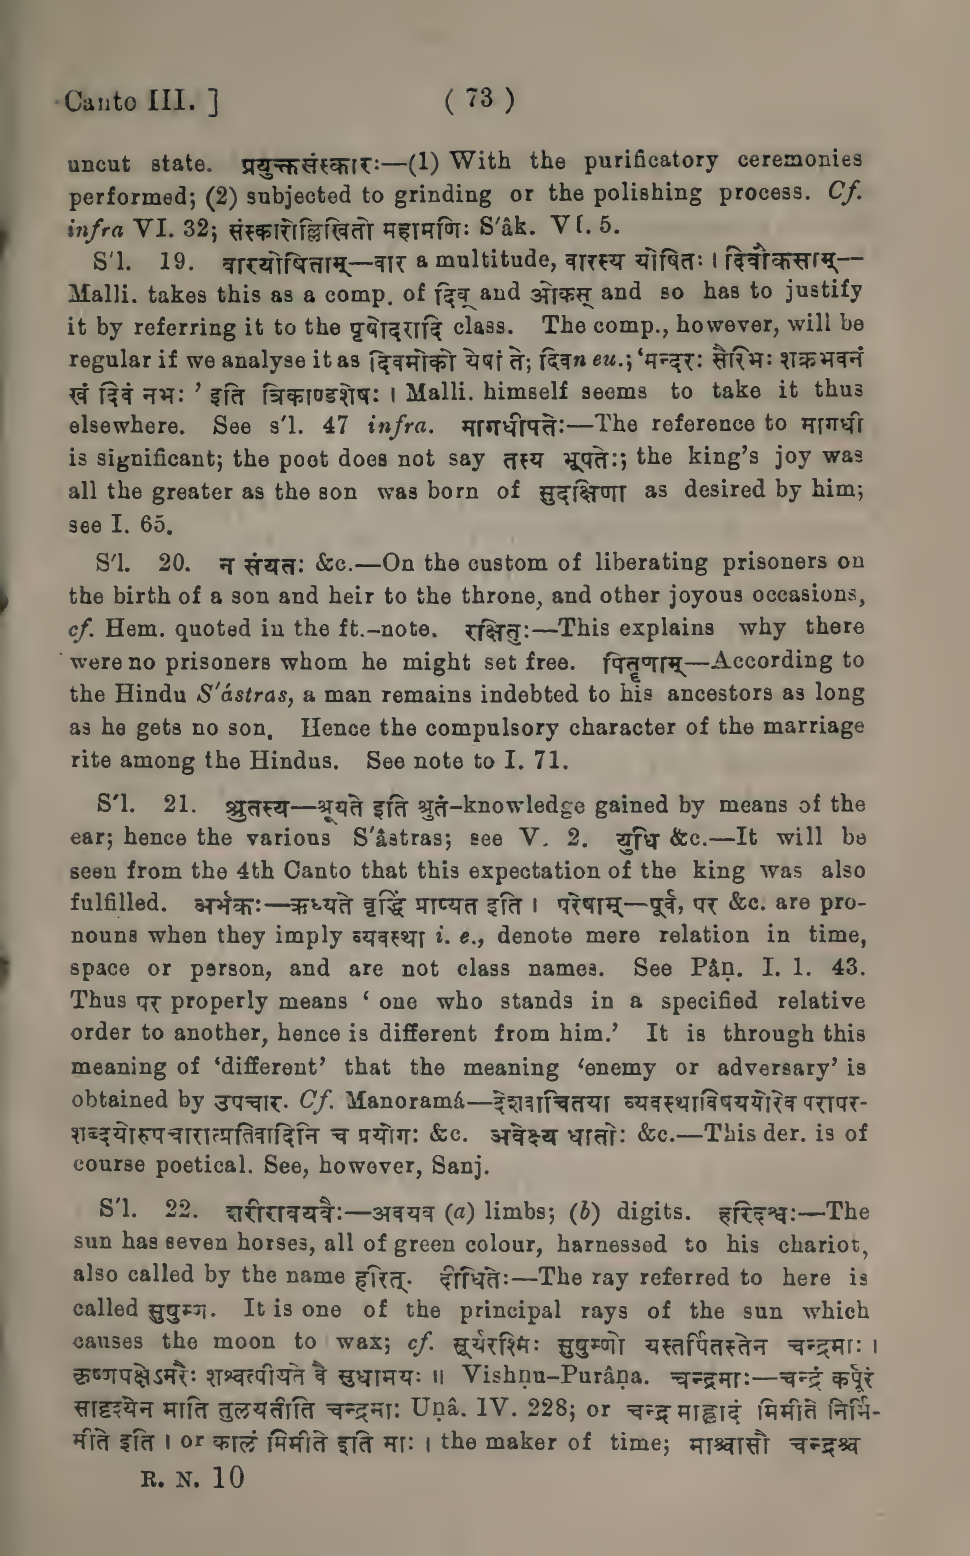 Canto III. ] ( 73 )
uncut state. प्रयुक्तसंस्कारः—(1) With the purificatory ceremonies
performed; (2) subjected to grinding or the polishing process. Cf.
infra VI. 32; संस्कारोल्लिखितो महामणिः S'âk. VI. 5.
S'l. 19. वारयोषिताम्—वार a multitude, वारस्य योषितः । दिवौकसाम्—
Malli. takes this as a comp. of दिव् and ओकस् and so has to justify
it by referring it to the पृषोदरादि class. The comp., however, will be
regular if we analyse it as दिवमोको येषां ते; दिवn eu.; ‘मन्दरः सैरिभः शक्रभवनं
खं दिवं नभः ’ इति त्रिकाण्डशेषः । Malli. himself seems to take it thus
elsewhere. See s'l. 47 infra. मागधीपतेः—The reference to मागधी
is significant; the poet does not say तस्य भूपतेः; the king's joy was
all the greater as the son was born of सुदक्षिणा as desired by him;
see I. 65.
S'l. 20. न संयतः &c.—On the custom of liberating prisoners on
the birth of a son and heir to the throne, and other joyous occasions,
cf. Hem. quoted in the ft.-note. रक्षितुः—This explains why there
were no prisoners whom he might set free. पितॄणाम्—According to
the Hindu S'ástras, a man remains indebted to his ancestors as long
as he gets no son. Hence the compulsory character of the marriage
rite among the Hindus. See note to I. 71.
S'l. 21. श्रुतस्य—श्रूयते इति श्रुतं-knowledge gained by means of the
ear; hence the various S'âstras; see V. 2. युधि &c.—It will be
seen from the 4th Canto that this expectation of the king was also
fulfilled. अर्भकः—ऋध्यते वृद्धिं प्राप्यत इति । परेषाम्—पूर्व, पर &c. are pro-
nouns when they imply व्यवस्था i. e., denote mere relation in time,
space or person, and are not class names. See Pâṇ. I. 1. 43.
Thus पर properly means ‘ one who stands in a specified relative
order to another, hence is different from him.’ It is through this
meaning of ‘different’ that the meaning ‘enemy or adversary’ is
obtained by उपचार. Cf. Manoramá—देशवाचितया व्यवस्थाविषययोरेव परापर-
शब्दयोरुपचारात्प्रतिवादिनि च प्रयोगः &c. अवेक्ष्य धातोः &c.—This der. is of
course poetical. See, however, Sanj.
S'l. 22. शरीरावयवैः—अवयव (a) limbs; (b) digits. हरिदश्वः—The
sun has seven horses, all of green colour, harnessed to his chariot,
also called by the name हरित्. दीधितेः—The ray referred to here is
called सुषुम्ण. It is one of the principal rays of the sun which
causes the moon to wax; cf. सूर्यरश्मिः सुषुम्णो यस्तर्पितस्तेन चन्द्रमाः ।
कृष्णपक्षेऽमरैः शश्वत्पीयते वै सुधामयः ॥ Vishṇu-Purâṇa. चन्द्रमाः—चन्द्रं कर्पूरं
सादृश्येन माति तुलयतीति चन्द्रमाः Uṇâ. IV. 228; or चन्द्रमाह्लादं मिमीते निर्मि-
मीते इति । or कालं मिमीते इति माः । the maker of time; माश्चासौ चन्द्रश्च
R. N. 10